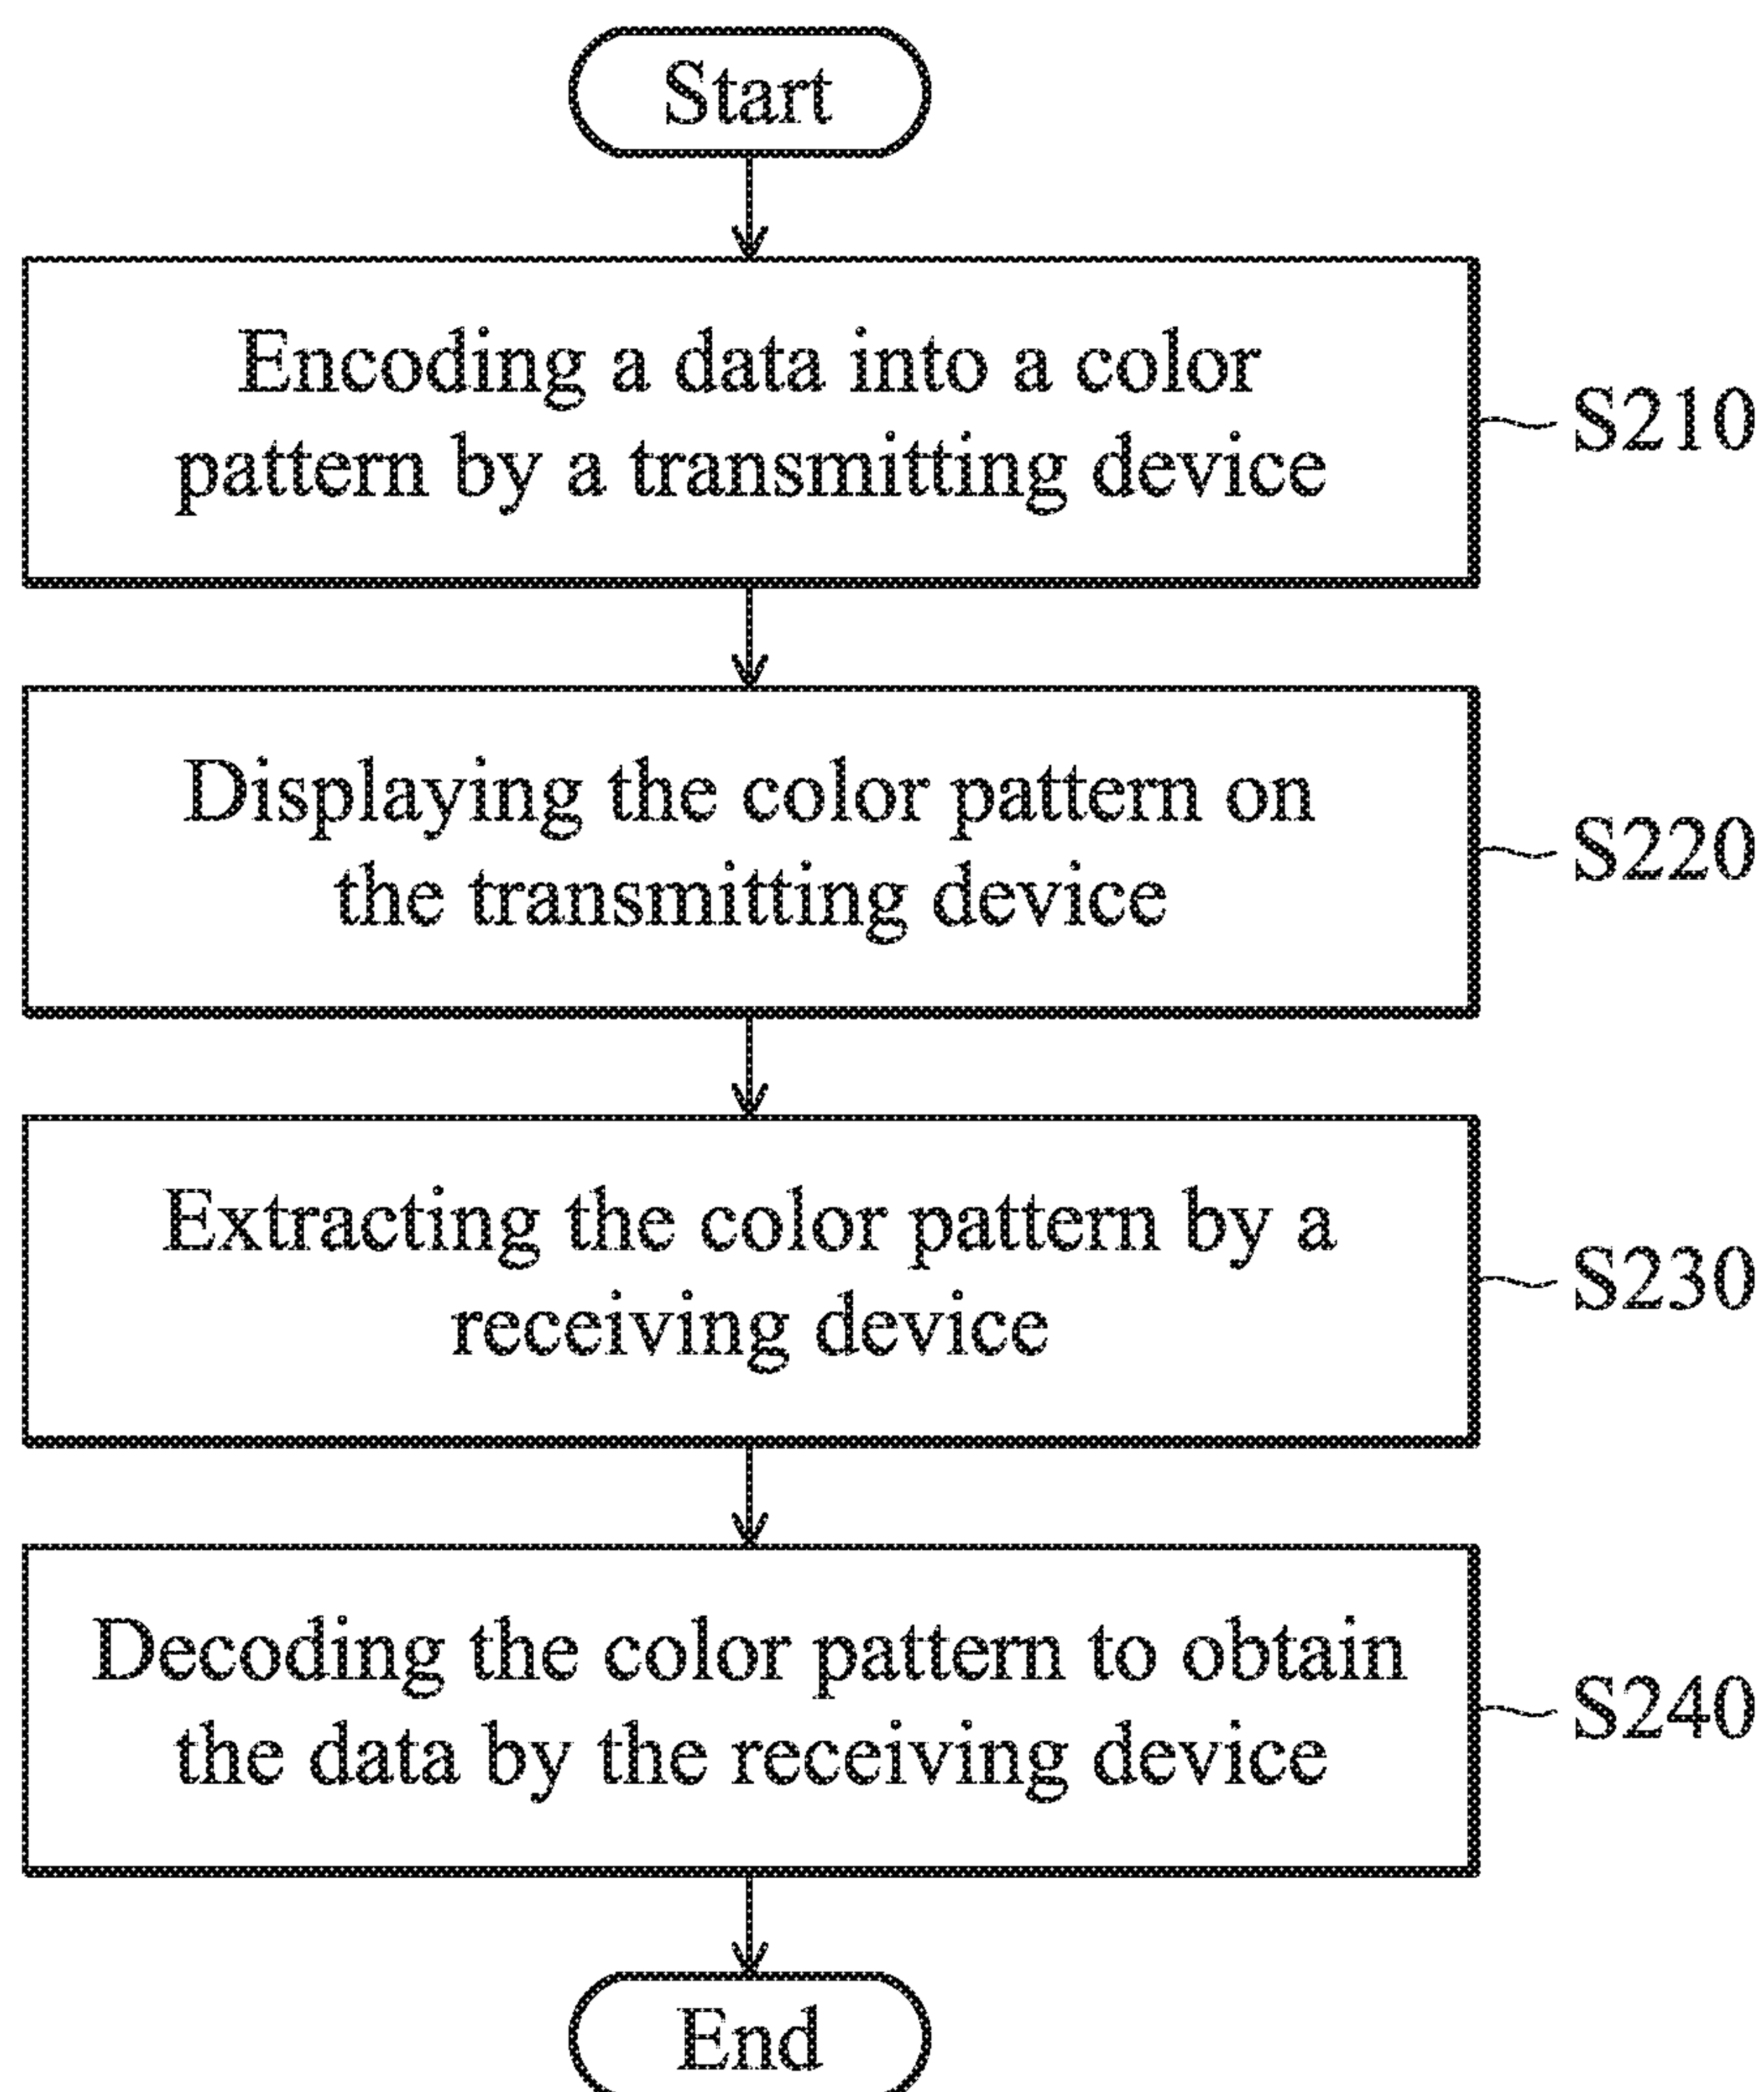 Start
Encoding a data into a color
pattern by a transmitting device
S210
Displaying the color pattern on
the transmitting device
S220
Extracting the color pattern by a
receiving device
S230
Decoding the color pattern to obtain
the data by the receiving device
S240
End